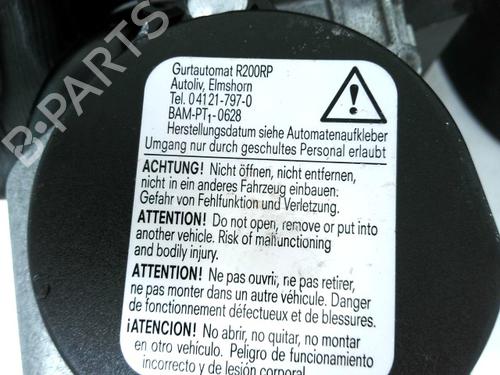 Gurtautomat R200RP
Autoliv, Elmshorn
Tel. 04121-797-0
BAM-PT₁-0628
Herstellungsdatum siehe Automatenaufkleber
Umgang nur durch geschultes Personal erlaubt
ACHTUNG! Nicht öffnen, nicht entfernen,
nicht in ein anderes Fahrzeug einbauen.
Gefahr von Fehlfunktion und Verletzung.
ATTENTION! Do not open, remove or put into
another vehicle. Risk of malfunctioning
and bodily injury.
ATTENTION! Ne pas ouvrir, ne pas retirer,
ne pas monter dans un autre véhicule. Danger
de fonctionnement défectueux et de blessures.
¡ATENCION! No abrir, no quitar, no montar
en otro vehículo. Peligro de funcionamiento
incorrecto y de lesión corporal.